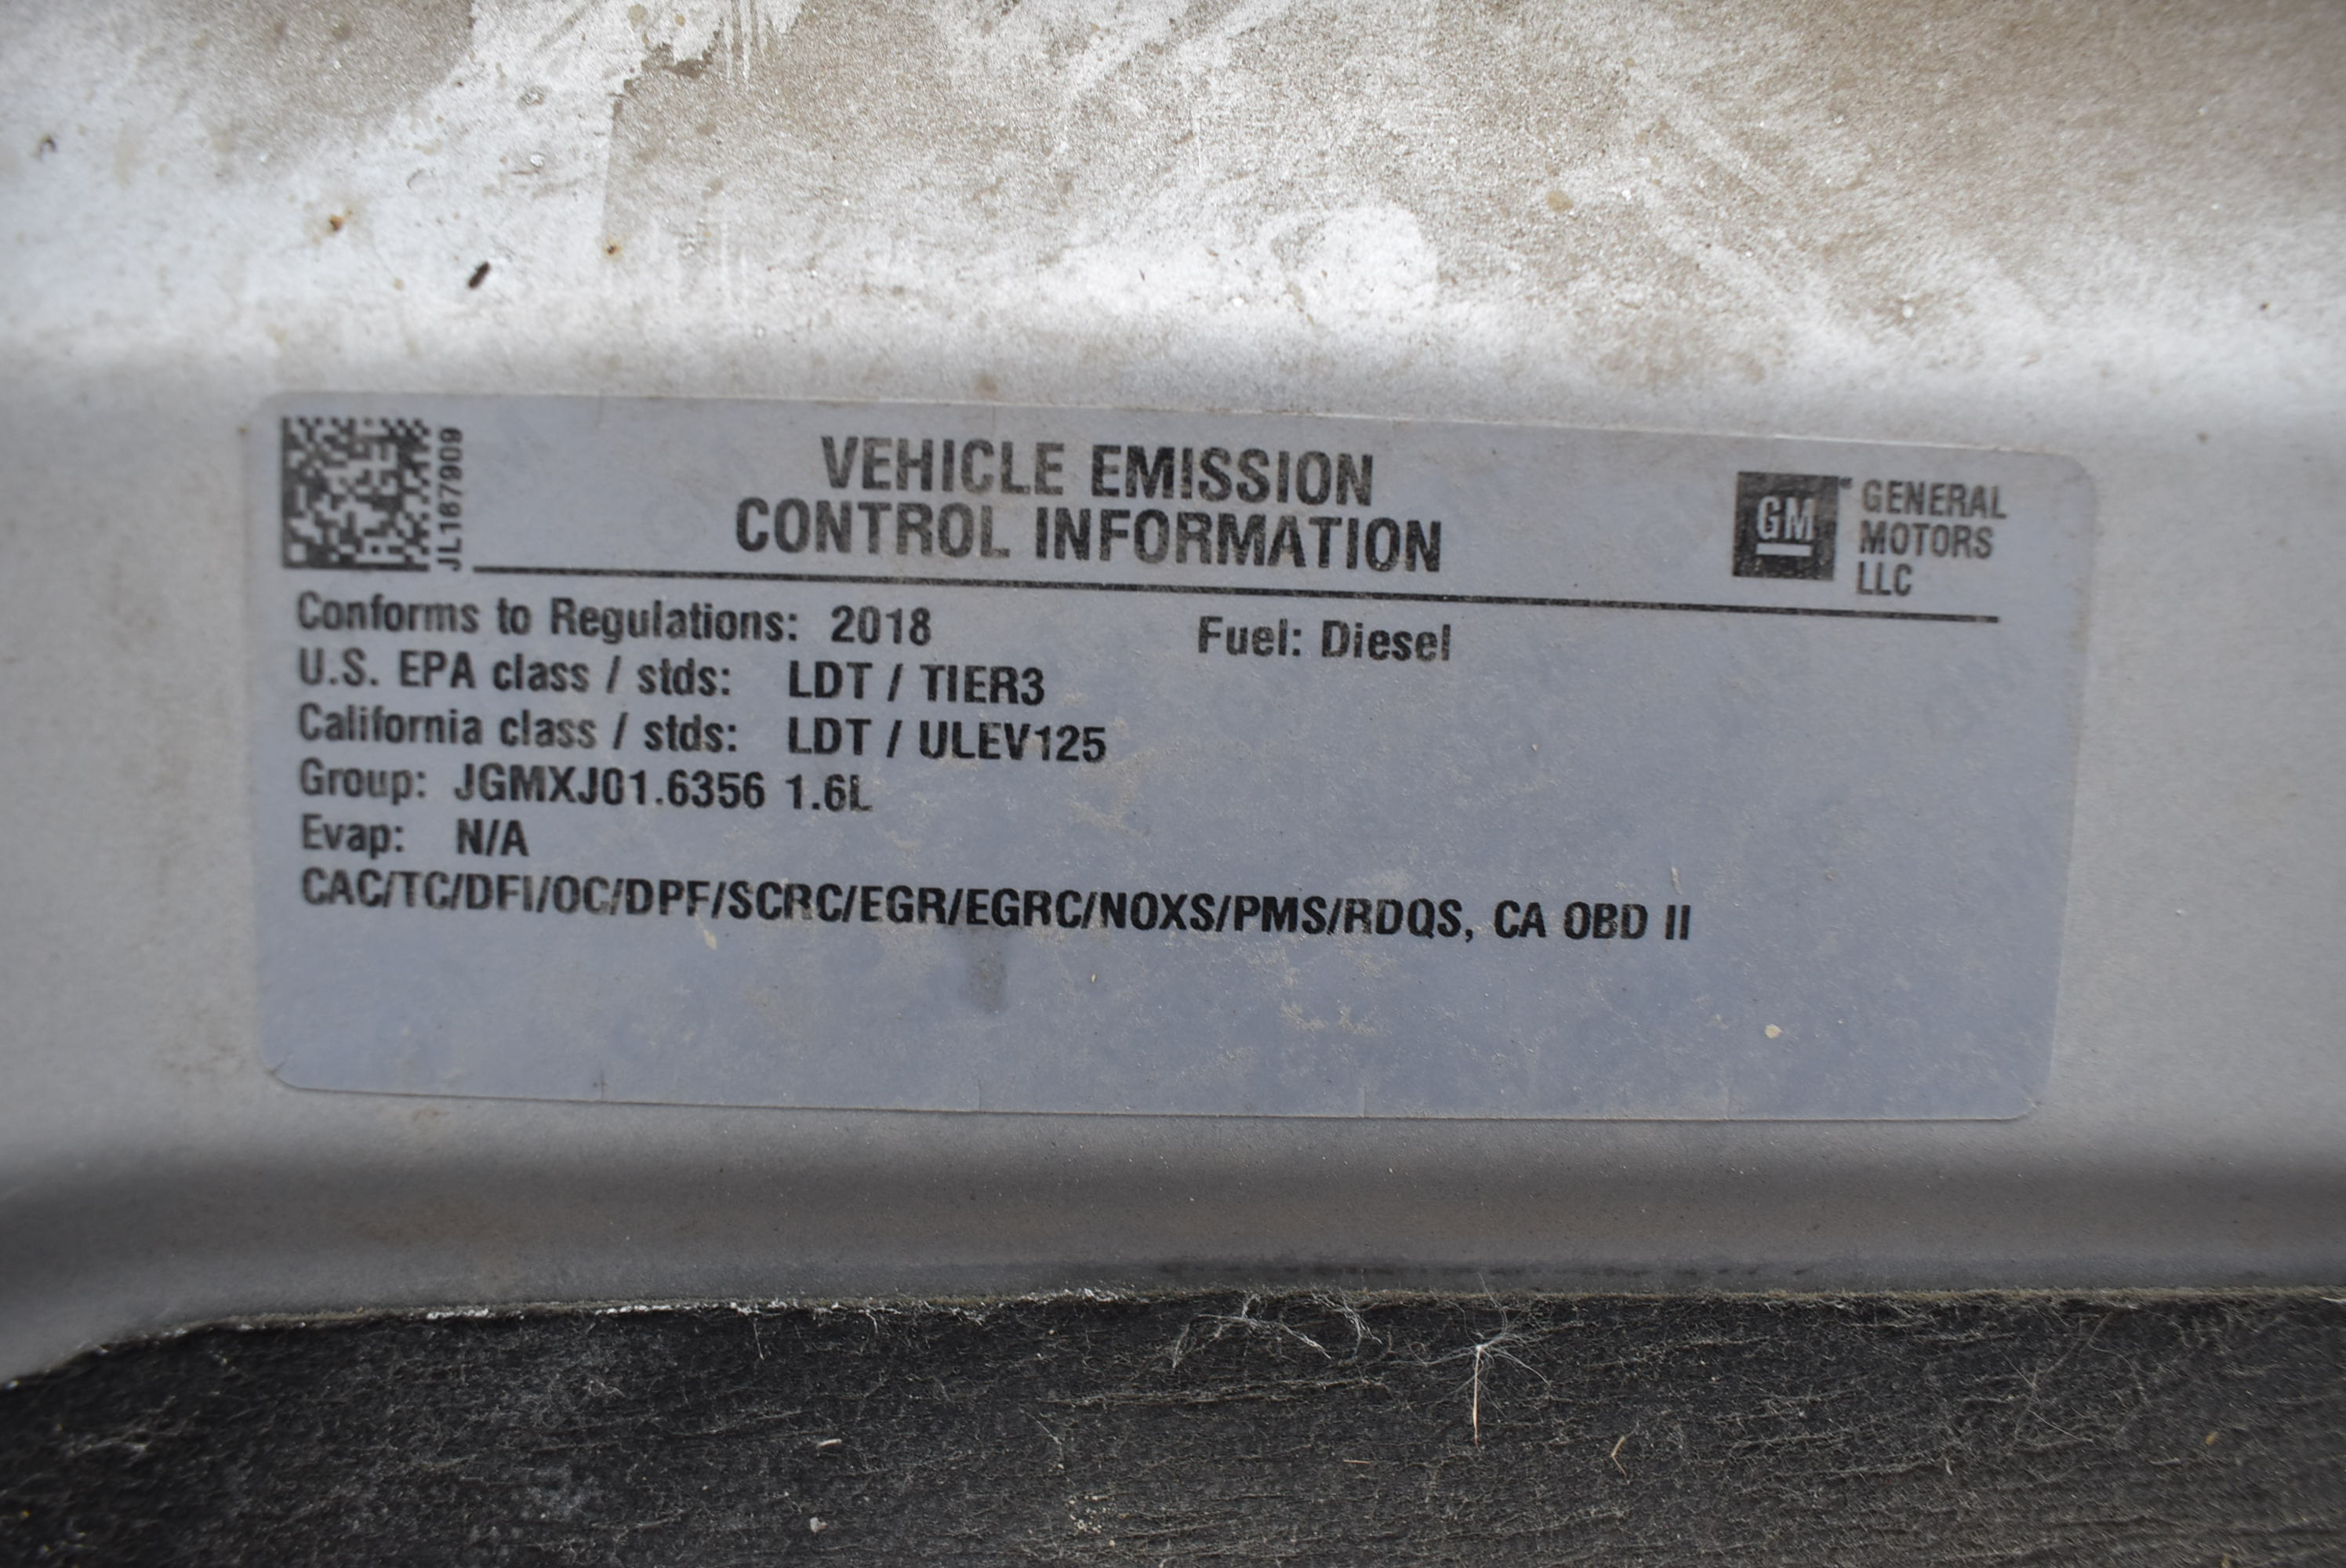 JL167909
VEHICLE EMISSION
CONTROL INFORMATION
GM
GENERAL
MOTORS
LLC
Conforms to Regulations: 2018 Fuel: Diesel
U.S. EPA class / stds: LDT / TIER3
California class / stds: LDT / ULEV125
Group: JGMXJ01.6356 1.6L
Evap: N/A
CAC/TC/DFI/OC/DPF/SCRC/EGR/EGRC/NOXS/PMS/RDQS, CA OBD II